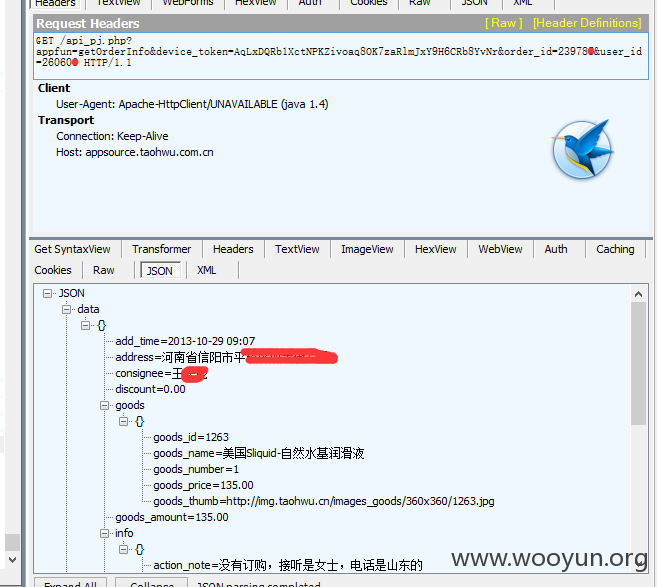 Headers TextView WebForms HexView Auth Cookies Raw JSON XML
Request Headers [ Raw ] [Header Definitions]
GET /api_pj.php?
appfun=getOrderInfo&device_token=AqLxDQRblXctNPKZivoaq8OK7zaRlmJxY9H6CRb8YvNr&order_id=23978&user_id
=26060 HTTP/1.1
Client
User-Agent: Apache-HttpClient/UNAVAILABLE (java 1.4)
Transport
Connection: Keep-Alive
Host: appsource.taohwu.com.cn
Get SyntaxView Transformer Headers TextView ImageView HexView WebView Auth Caching
Cookies Raw JSON XML
JSON
data
{}
add_time=2013-10-29 09:07
address=河南省信阳市平
consignee=王
discount=0.00
goods
{}
goods_id=1263
goods_name=美国Sliquid-自然水基润滑液
goods_number=1
goods_price=135.00
goods_thumb=http://img.taohwu.cn/images_goods/360x360/1263.jpg
goods_amount=135.00
info
{}
action_note=没有订购，接听是女士，电话是山东的
www.wooyun.org
Expand All Collapse JSON parsing completed